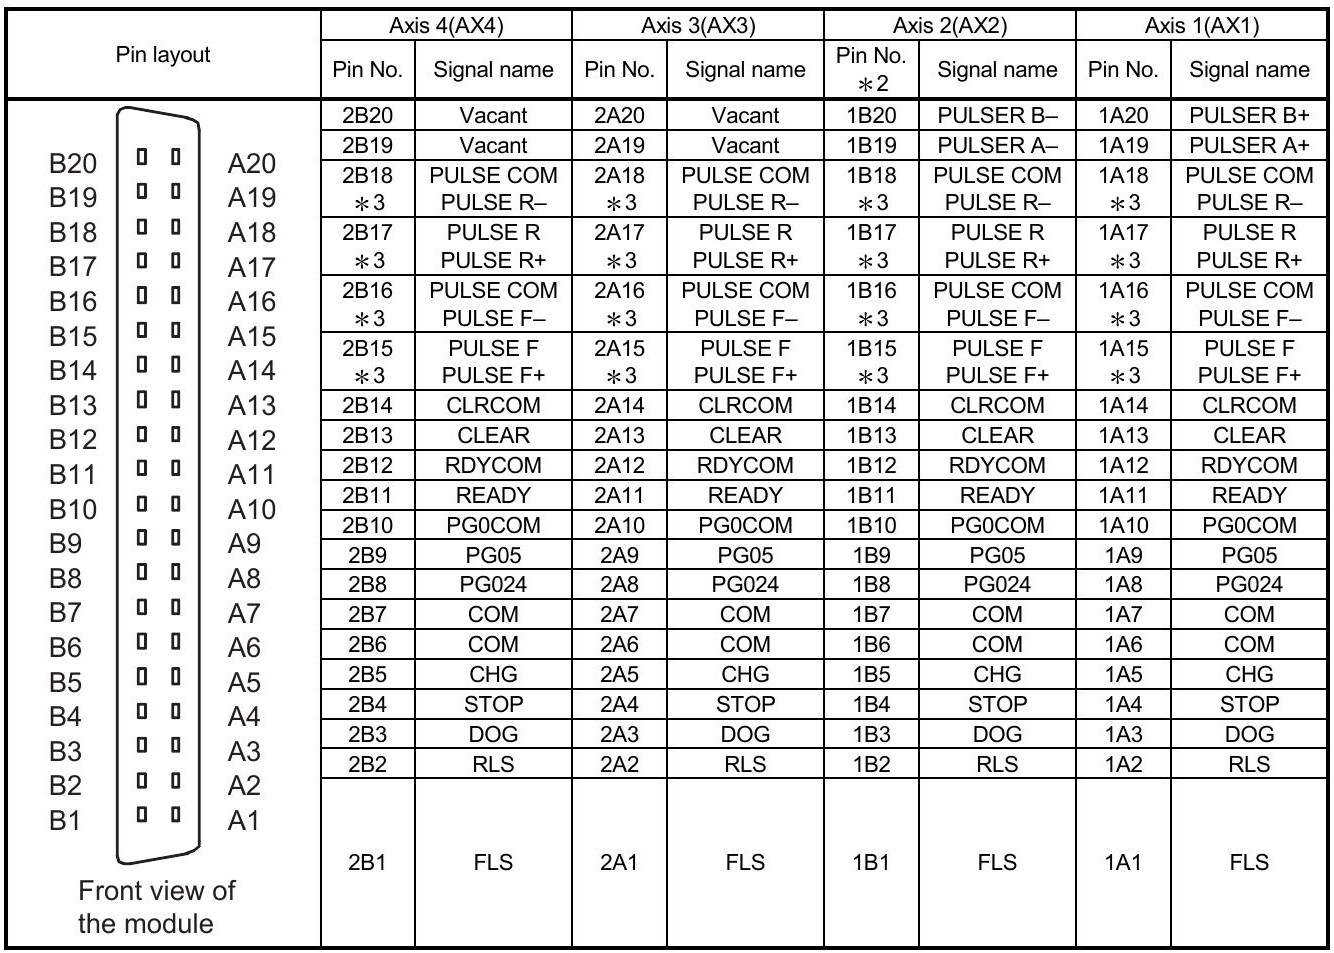 Pin layout
Axis 4(AX4) Axis 3(AX3) Axis 2(AX2) Axis 1(AX1)
Pin No. Signal name Pin No. Signal name Pin No. Signal name Pin No. Signal name
∗2
2B20 Vacant 2A20 Vacant 1B20 PULSER B– 1A20 PULSER B+
2B19 Vacant 2A19 Vacant 1B19 PULSER A– 1A19 PULSER A+
2B18 PULSE COM 2A18 PULSE COM 1B18 PULSE COM 1A18 PULSE COM
∗3 PULSE R– ∗3 PULSE R– ∗3 PULSE R– ∗3 PULSE R–
2B17 PULSE R 2A17 PULSE R 1B17 PULSE R 1A17 PULSE R
∗3 PULSE R+ ∗3 PULSE R+ ∗3 PULSE R+ ∗3 PULSE R+
2B16 PULSE COM 2A16 PULSE COM 1B16 PULSE COM 1A16 PULSE COM
∗3 PULSE F– ∗3 PULSE F– ∗3 PULSE F– ∗3 PULSE F–
2B15 PULSE F 2A15 PULSE F 1B15 PULSE F 1A15 PULSE F
∗3 PULSE F+ ∗3 PULSE F+ ∗3 PULSE F+ ∗3 PULSE F+
2B14 CLRCOM 2A14 CLRCOM 1B14 CLRCOM 1A14 CLRCOM
2B13 CLEAR 2A13 CLEAR 1B13 CLEAR 1A13 CLEAR
2B12 RDYCOM 2A12 RDYCOM 1B12 RDYCOM 1A12 RDYCOM
2B11 READY 2A11 READY 1B11 READY 1A11 READY
2B10 PG0COM 2A10 PG0COM 1B10 PG0COM 1A10 PG0COM
2B9 PG05 2A9 PG05 1B9 PG05 1A9 PG05
2B8 PG024 2A8 PG024 1B8 PG024 1A8 PG024
2B7 COM 2A7 COM 1B7 COM 1A7 COM
2B6 COM 2A6 COM 1B6 COM 1A6 COM
2B5 CHG 2A5 CHG 1B5 CHG 1A5 CHG
2B4 STOP 2A4 STOP 1B4 STOP 1A4 STOP
2B3 DOG 2A3 DOG 1B3 DOG 1A3 DOG
2B2 RLS 2A2 RLS 1B2 RLS 1A2 RLS
2B1 FLS 2A1 FLS 1B1 FLS 1A1 FLS
B20 A20
B19 A19
B18 A18
B17 A17
B16 A16
B15 A15
B14 A14
B13 A13
B12 A12
B11 A11
B10 A10
B9 A9
B8 A8
B7 A7
B6 A6
B5 A5
B4 A4
B3 A3
B2 A2
B1 A1
Front view of
the module